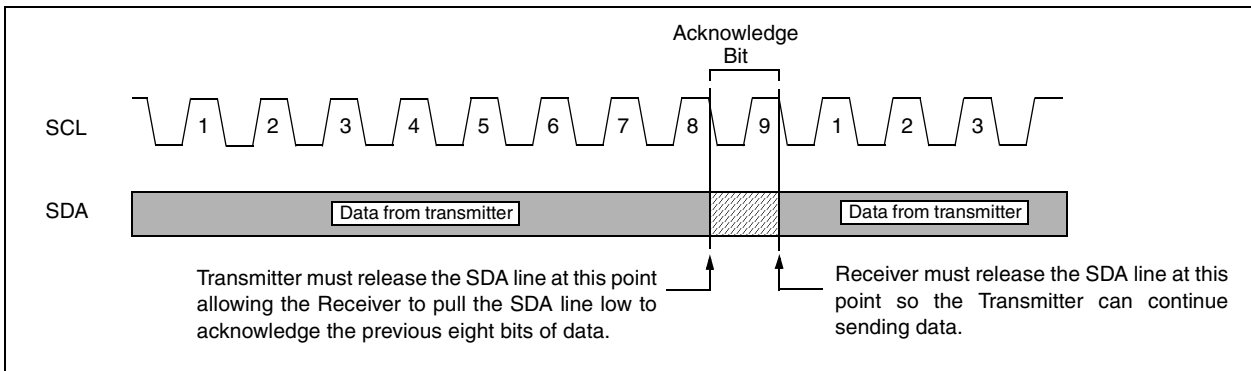 Acknowledge
Bit
SCL
1 2 3 4 5 6 7 8 9 1 2 3
SDA
Data from transmitter
Data from transmitter
Transmitter must release the SDA line at this point
allowing the Receiver to pull the SDA line low to
acknowledge the previous eight bits of data.
Receiver must release the SDA line at this
point so the Transmitter can continue
sending data.